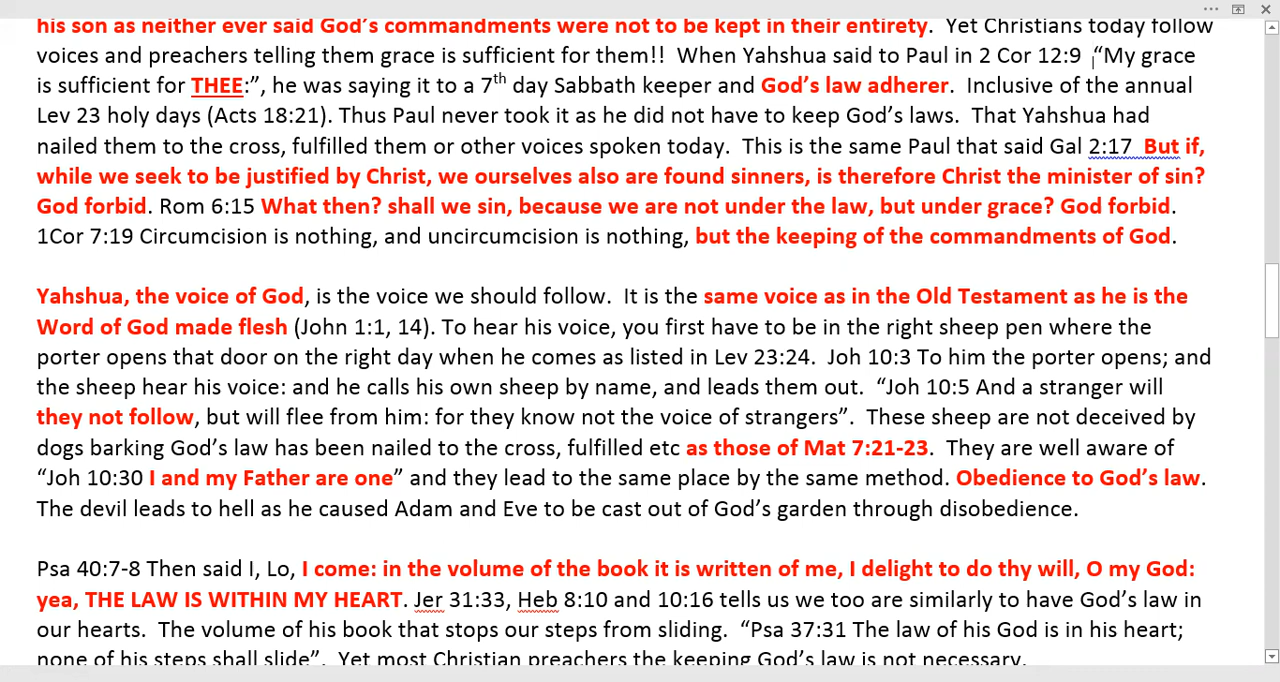 his son as neither ever said God’s commandments were not to be kept in their entirety.  Yet Christians today follow
voices and preachers telling them grace is sufficient for them!!  When Yahshua said to Paul in 2 Cor 12:9  “My grace
is sufficient for THEE:”, he was saying it to a 7th day Sabbath keeper and God’s law adherer.  Inclusive of the annual
Lev 23 holy days (Acts 18:21). Thus Paul never took it as he did not have to keep God’s laws.  That Yahshua had
nailed them to the cross, fulfilled them or other voices spoken today.  This is the same Paul that said Gal 2:17  But if,
while we seek to be justified by Christ, we ourselves also are found sinners, is therefore Christ the minister of sin?
God forbid. Rom 6:15 What then? shall we sin, because we are not under the law, but under grace? God forbid.
1Cor 7:19 Circumcision is nothing, and uncircumcision is nothing, but the keeping of the commandments of God.
Yahshua, the voice of God, is the voice we should follow.  It is the same voice as in the Old Testament as he is the
Word of God made flesh (John 1:1, 14). To hear his voice, you first have to be in the right sheep pen where the
porter opens that door on the right day when he comes as listed in Lev 23:24.  Joh 10:3 To him the porter opens; and
the sheep hear his voice: and he calls his own sheep by name, and leads them out.  “Joh 10:5 And a stranger will
they not follow, but will flee from him: for they know not the voice of strangers”.  These sheep are not deceived by
dogs barking God’s law has been nailed to the cross, fulfilled etc as those of Mat 7:21-23.  They are well aware of
“Joh 10:30 I and my Father are one” and they lead to the same place by the same method. Obedience to God’s law.
The devil leads to hell as he caused Adam and Eve to be cast out of God’s garden through disobedience.
Psa 40:7-8 Then said I, Lo, I come: in the volume of the book it is written of me, I delight to do thy will, O my God:
yea, THE LAW IS WITHIN MY HEART. Jer 31:33, Heb 8:10 and 10:16 tells us we too are similarly to have God’s law in
our hearts.  The volume of his book that stops our steps from sliding.  “Psa 37:31 The law of his God is in his heart;
none of his steps shall slide”.  Yet most Christian preachers the keeping God’s law is not necessary.